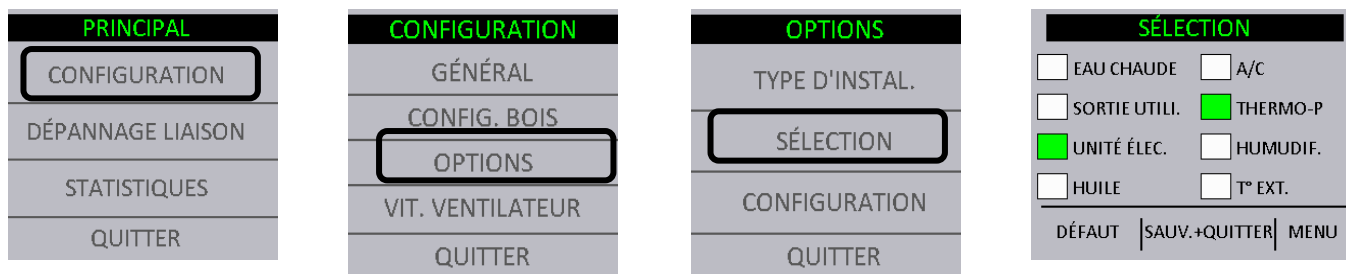 PRINCIPAL
CONFIGURATION
DÉPANNAGE LIAISON
STATISTIQUES
QUITTER
CONFIGURATION
GÉNÉRAL
CONFIG. BOIS
OPTIONS
VIT. VENTILATEUR
QUITTER
OPTIONS
TYPE D'INSTAL.
SÉLECTION
CONFIGURATION
QUITTER
SÉLECTION
EAU CHAUDE A/C
SORTIE UTILI. THERMO-P
UNITÉ ÉLEC. HUMUDIF.
HUILE T° EXT.
DÉFAUT SAUV.+QUITTER MENU